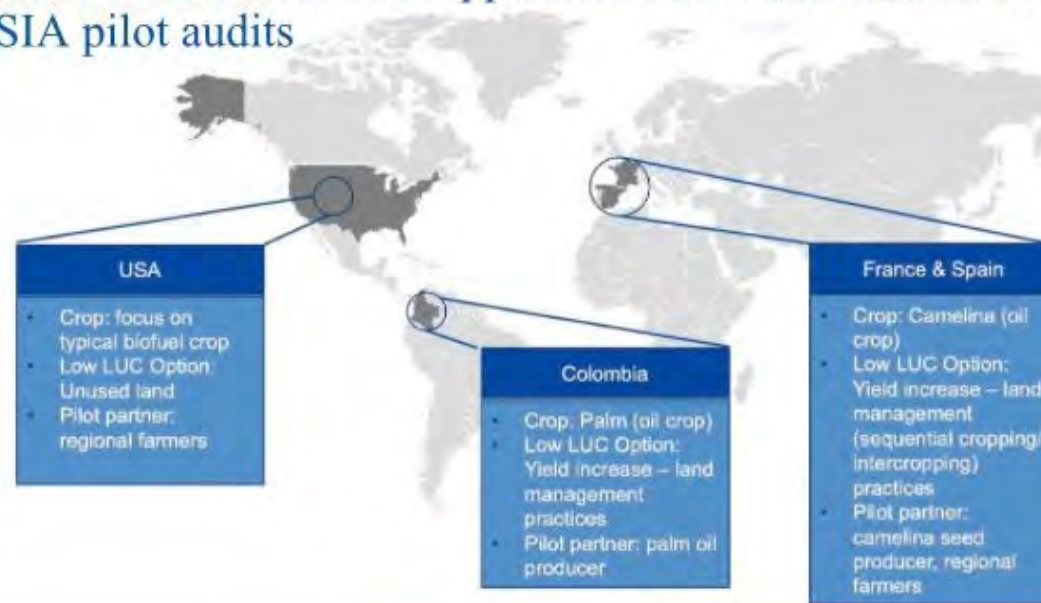 SIA pilot audits
USA
• Crop: focus on
typical biofuel crop
• Low LUC Option:
Unused land
• Pilot partner:
regional farmers
Colombia
• Crop: Palm (oil crop)
• Low LUC Option:
Yield increase – land
management
practices
• Pilot partner: palm oil
producer
France & Spain
• Crop: Camelina (oil
crop)
• Low LUC Option:
Yield increase – land
management
(sequential cropping/
intercropping)
practices
• Pilot partner:
camelina seed
producer, regional
farmers